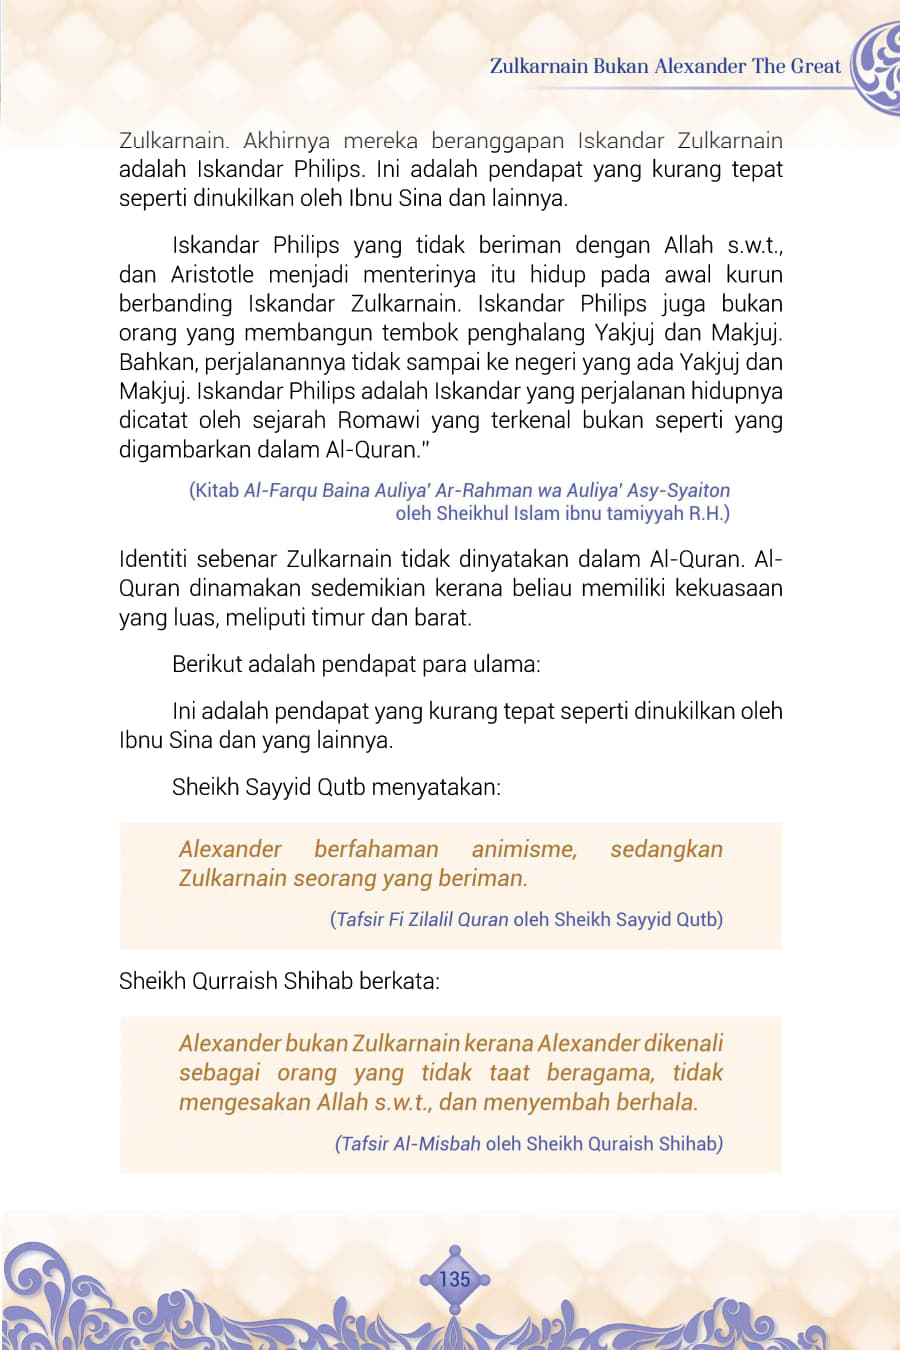 Zulkarnain Bukan Alexander The Great
Zulkarnain. Akhirnya mereka beranggapan Iskandar Zulkarnain
adalah Iskandar Philips. Ini adalah pendapat yang kurang tepat
seperti dinukilkan oleh Ibnu Sina dan lainnya.
Iskandar Philips yang tidak beriman dengan Allah s.w.t.,
dan Aristotle menjadi menterinya itu hidup pada awal kurun
berbanding Iskandar Zulkarnain. Iskandar Philips juga bukan
orang yang membangun tembok penghalang Yakjuj dan Makjuj.
Bahkan, perjalanannya tidak sampai ke negeri yang ada Yakjuj dan
Makjuj. Iskandar Philips adalah Iskandar yang perjalanan hidupnya
dicatat oleh sejarah Romawi yang terkenal bukan seperti yang
digambarkan dalam Al-Quran."
(Kitab Al-Farqu Baina Auliya' Ar-Rahman wa Auliya' Asy-Syaiton
oleh Sheikhul Islam ibnu tamiyyah R.H.)
Identiti sebenar Zulkarnain tidak dinyatakan dalam Al-Quran. Al-
Quran dinamakan sedemikian kerana beliau memiliki kekuasaan
yang luas, meliputi timur dan barat.
Berikut adalah pendapat para ulama:
Ini adalah pendapat yang kurang tepat seperti dinukilkan oleh
Ibnu Sina dan yang lainnya.
Sheikh Sayyid Qutb menyatakan:
Alexander berfahaman animisme, sedangkan
Zulkarnain seorang yang beriman.
(Tafsir Fi Zilalil Quran oleh Sheikh Sayyid Qutb)
Sheikh Qurraish Shihab berkata:
Alexander bukan Zulkarnain kerana Alexander dikenali
sebagai orang yang tidak taat beragama, tidak
mengesakan Allah s.w.t., dan menyembah berhala.
(Tafsir Al-Misbah oleh Sheikh Quraish Shihab)
135